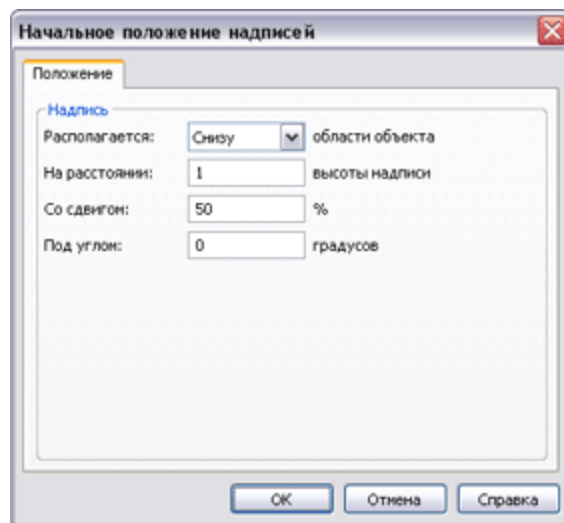 Начальное положение надписей
Положение
Надпись
Располагается: Снизу области объекта
На расстоянии: 1 высоты надписи
Со сдвигом: 50 %
Под углом: 0 градусов
ОК Отмена Справка